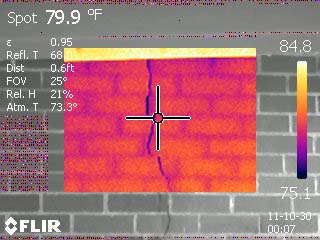 Spot 79.9 °F
ε 0.95
Refl. T 68
Dist 0.6ft
FOV 25°
Rel. H 21%
Atm. T 73.3°
84.8
75.1
FLIR
11-10-30
00:07